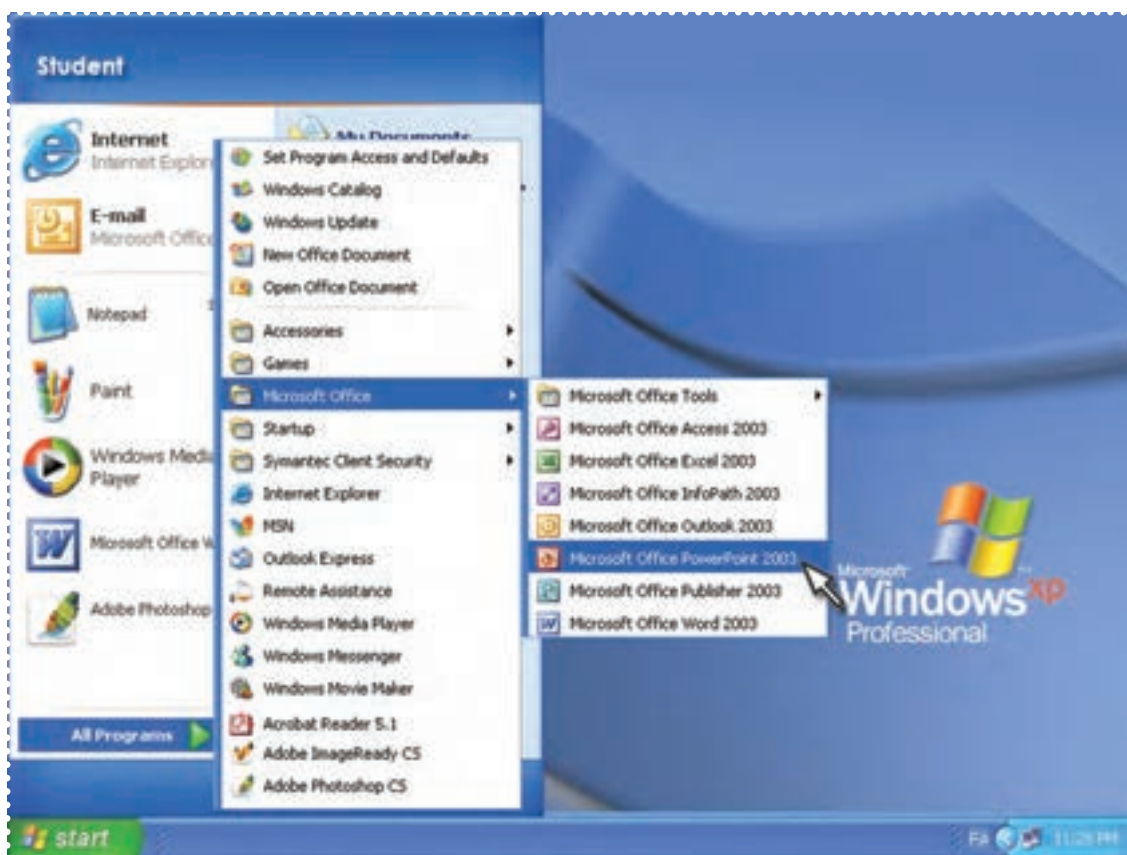 Student
Internet
Internet Explor
E-mail
Microsoft Office
Notepad
Paint
Windows Media
Player
Microsoft Office W
Adobe Photoshop
All Programs
My Documents
Set Program Access and Defaults
Windows Catalog
Windows Update
New Office Document
Open Office Document
Accessories
Games
Microsoft Office
Startup
Symantec Client Security
Internet Explorer
MSN
Outlook Express
Remote Assistance
Windows Media Player
Windows Messenger
Windows Movie Maker
Acrobat Reader 5.1
Adobe ImageReady CS
Adobe Photoshop CS
Microsoft Office Tools
Microsoft Office Access 2003
Microsoft Office Excel 2003
Microsoft Office InfoPath 2003
Microsoft Office Outlook 2003
Microsoft Office PowerPoint 2003
Microsoft Office Publisher 2003
Microsoft Office Word 2003
Microsoft
Windows xp
Professional
start
FA